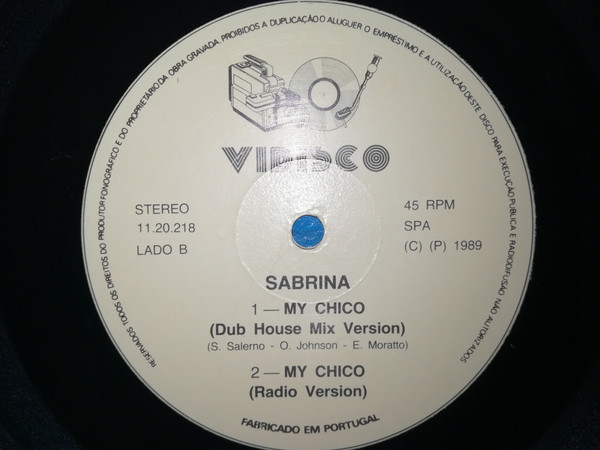 RESERVADOS TODOS OS DIREITOS DO PRODUTOR FONOGRÁFICO E DO PROPRIETÁRIO DA OBRA GRAVADA. PROIBIDOS A DUPLICAÇÃO O ALUGUER O EMPRÉSTIMO E A UTILIZAÇÃO DESTE DISCO PARA EXECUÇÃO PUBLICA E RADIODIFUSÃO NÃO AUTORIZADOS
VIDISCO
STEREO
11.20.218
LADO B
45 RPM
SPA
(C) (P) 1989
SABRINA
1 — MY CHICO
(Dub House Mix Version)
(S. Salerno - O. Johnson - E. Moratto)
2 — MY CHICO
(Radio Version)
FABRICADO EM PORTUGAL